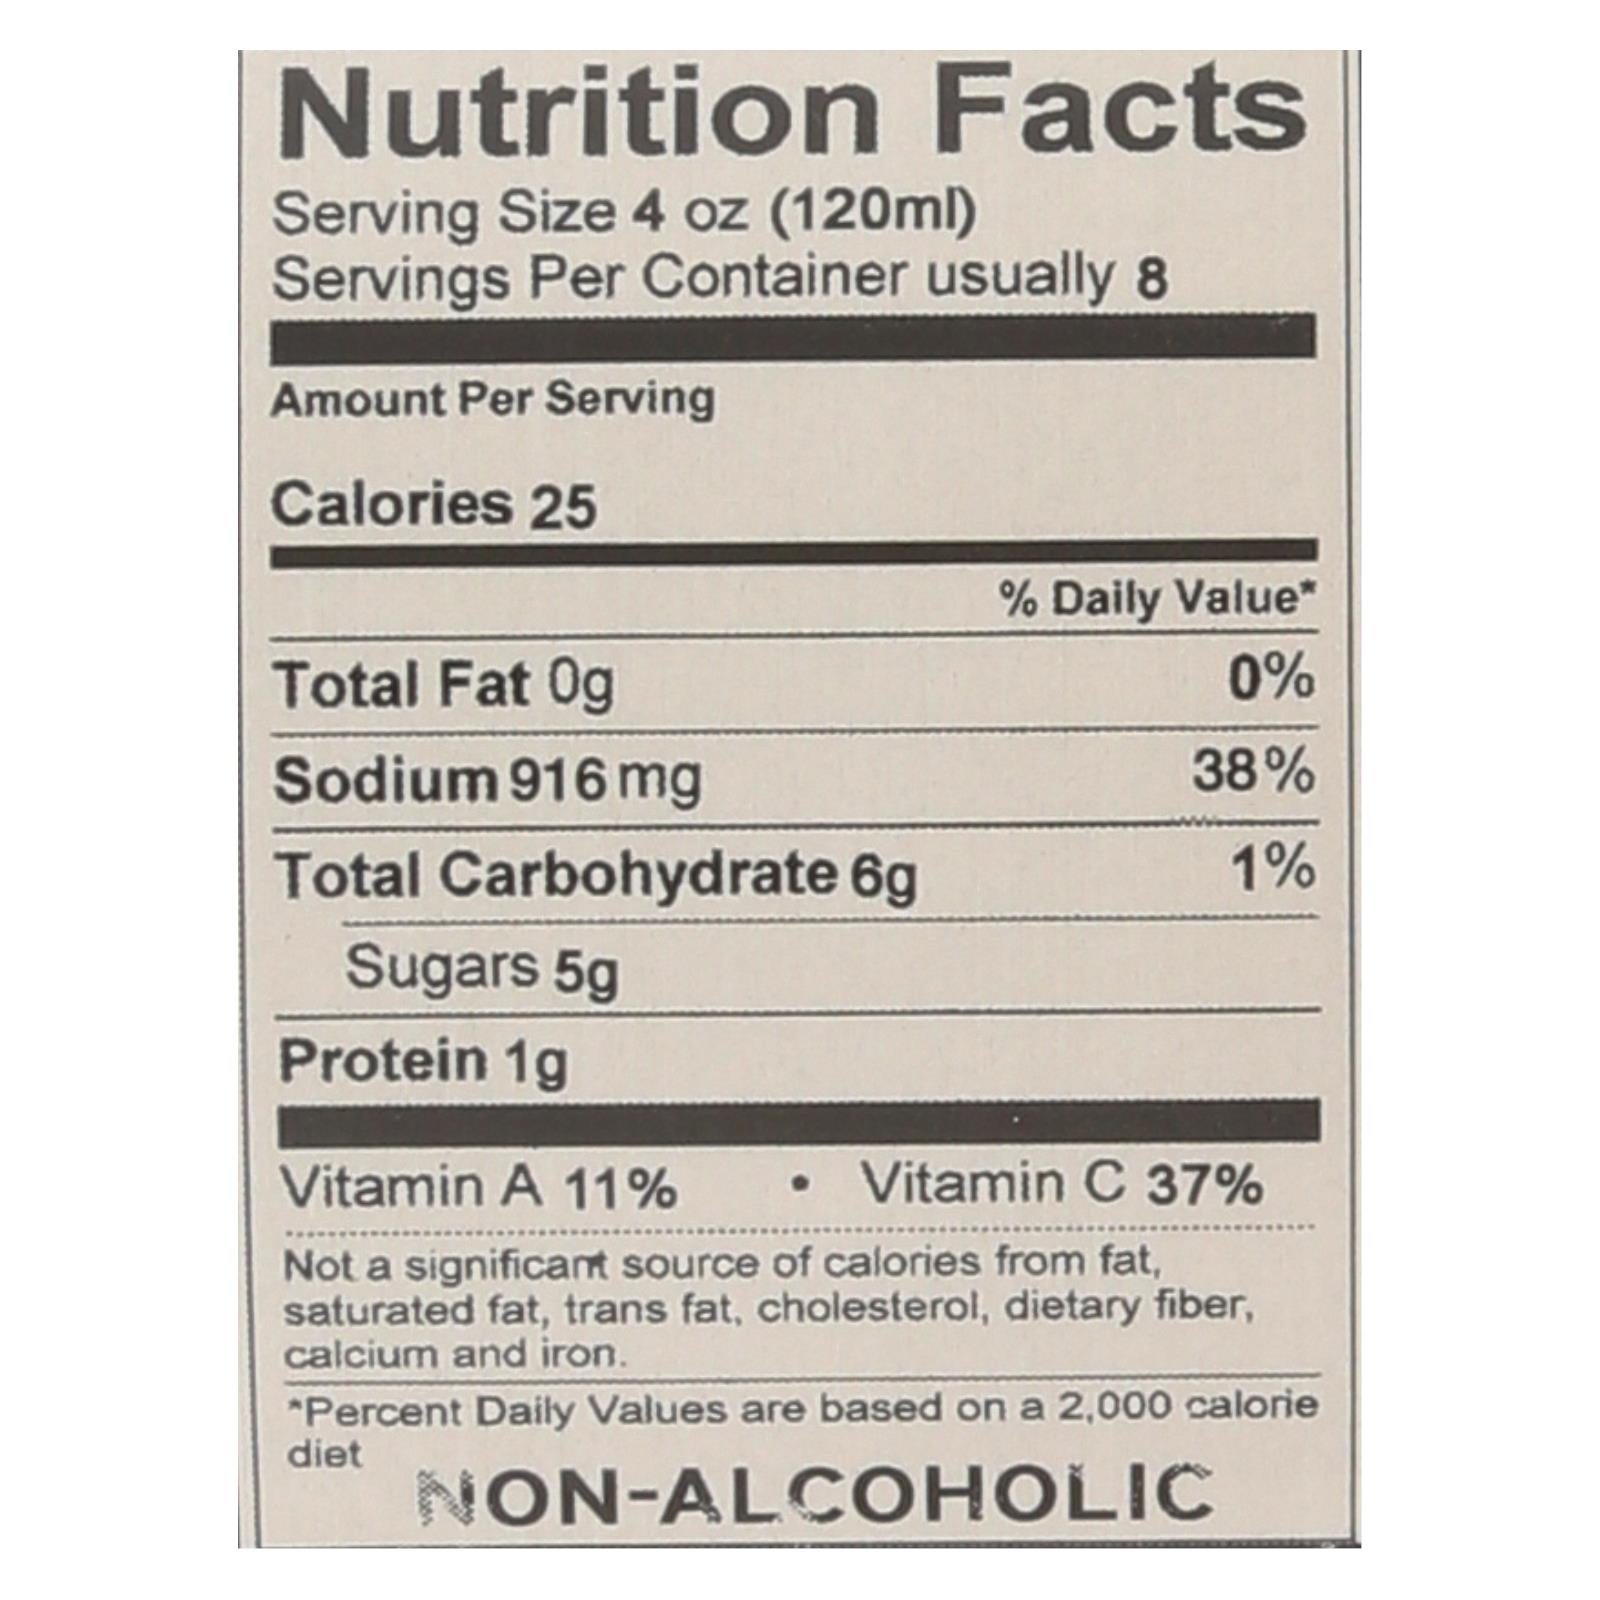 Nutrition Facts
Serving Size 4 oz (120ml)
Servings Per Container usually 8
Amount Per Serving
Calories 25
% Daily Value*
Total Fat 0g 0%
Sodium 916mg 38%
Total Carbohydrate 6g 1%
Sugars 5g
Protein 1g
Vitamin A 11% • Vitamin C 37%
Not a significant source of calories from fat,
saturated fat, trans fat, cholesterol, dietary fiber,
calcium and iron.
*Percent Daily Values are based on a 2,000 calorie
diet
NON-ALCOHOLIC